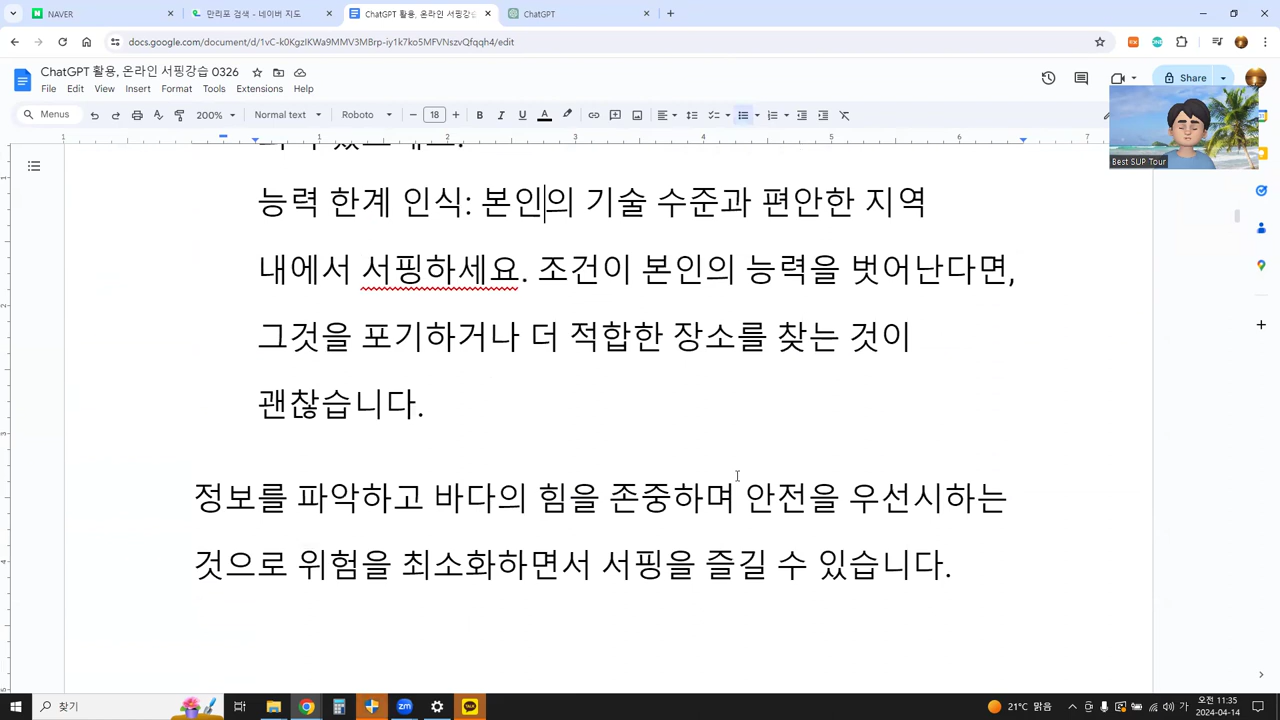 NAVER
만리포 검색 - 네이버 지도
ChatGPT 활용, 온라인 서핑강습
ChatGPT
docs.google.com/document/d/1vC-k0KgzIKWa9MMV3MBrp-iy1k7ko5MFVNszvQfqqh4/edit
ChatGPT 활용, 온라인 서핑강습 0326
File Edit View Insert Format Tools Extensions Help
Share
Menus 200% Normal text Roboto 18
1 1 2 3 4 5 6 7
Best SUP Tour
능력 한계 인식: 본인의 기술 수준과 편안한 지역
내에서 서핑하세요. 조건이 본인의 능력을 벗어난다면,
그것을 포기하거나 더 적합한 장소를 찾는 것이
괜찮습니다.
정보를 파악하고 바다의 힘을 존중하며 안전을 우선시하는
것으로 위험을 최소화하면서 서핑을 즐길 수 있습니다.
찾기
21°C 맑음
가
오전 11:35
2024-04-14